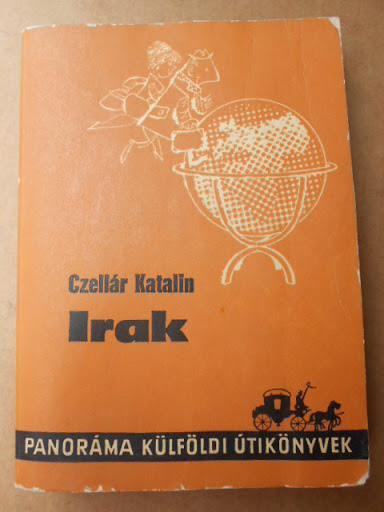 Czellár Katalin
Irak
PANORÁMA KÜLFÖLDI ÚTIKÖNYVEK